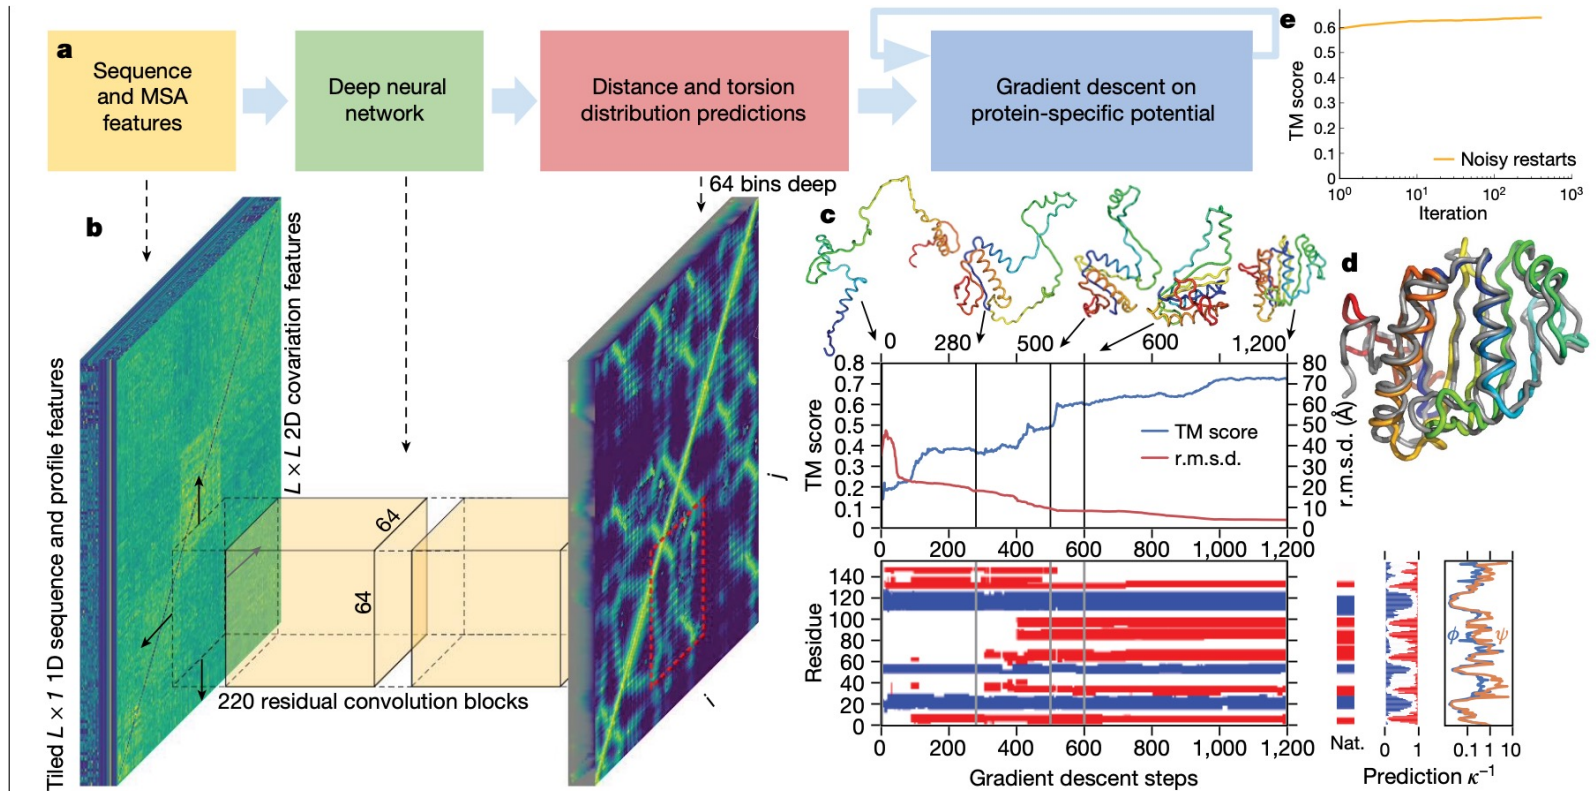 a
Sequence
and MSA
features
Deep neural
network
Distance and torsion
distribution predictions
Gradient descent on
protein-specific potential
e
TM score
0.6
0.5
0.4
0.3
0.2
0.1
0
Noisy restarts
10⁰ 10¹ 10² 10³
Iteration
b
64 bins deep
Tiled L × 1 1D sequence and profile features
L × L 2D covariation features
64
64
220 residual convolution blocks
j
i
c
0 280 500 600 1,200
TM score
0.8
0.7
0.6
0.5
0.4
0.3
0.2
0.1
0
TM score
r.m.s.d.
80
70
60
50
40
30
20
10
0
r.m.s.d. (Å)
0 200 400 600 800 1,000 1,200
Residue
140
120
100
80
60
40
20
0
0 200 400 600 800 1,000 1,200
Gradient descent steps
d
Nat.
ϕ ψ
0 1 0.1 1 10
Prediction κ⁻¹